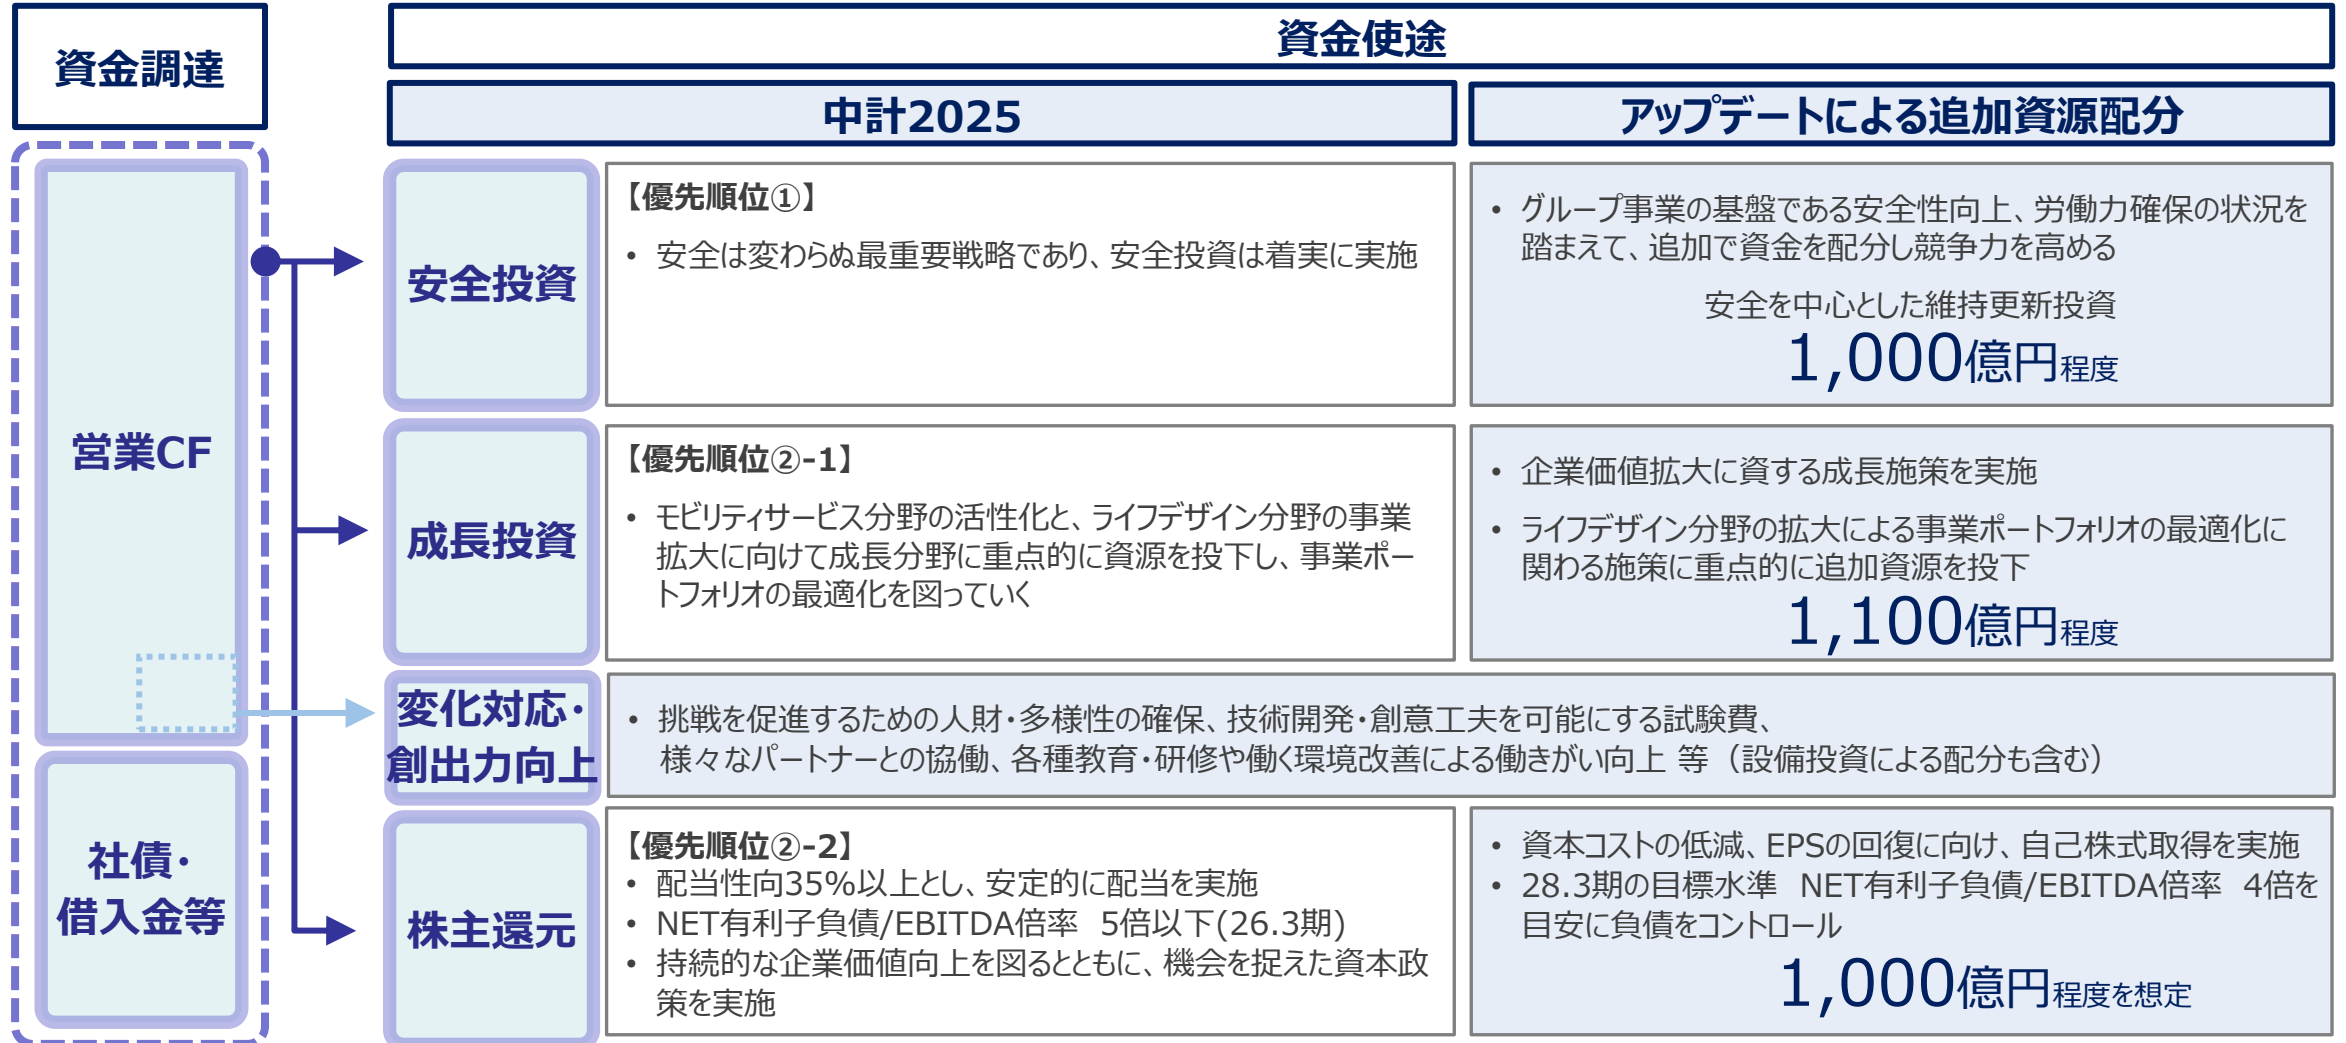 資金調達
資金使途
中計2025
アップデートによる追加資源配分
営業CF
社債・
借入金等
安全投資
【優先順位①】
• 安全は変わらぬ最重要戦略であり、安全投資は着実に実施
• グループ事業の基盤である安全性向上、労働力確保の状況を
踏まえて、追加で資金を配分し競争力を高める
安全を中心とした維持更新投資
1,000億円程度
成長投資
【優先順位②-1】
• モビリティサービス分野の活性化と、ライフデザイン分野の事業
拡大に向けて成長分野に重点的に資源を投下し、事業ポー
トフォリオの最適化を図っていく
• 企業価値拡大に資する成長施策を実施
• ライフデザイン分野の拡大による事業ポートフォリオの最適化に
関わる施策に重点的に追加資源を投下
1,100億円程度
変化対応・
創出力向上
• 挑戦を促進するための人財・多様性の確保、技術開発・創意工夫を可能にする試験費、
様々なパートナーとの協働、各種教育・研修や働く環境改善による働きがい向上 等（設備投資による配分も含む）
株主還元
【優先順位②-2】
• 配当性向35%以上とし、安定的に配当を実施
• NET有利子負債/EBITDA倍率 5倍以下(26.3期)
• 持続的な企業価値向上を図るとともに、機会を捉えた資本政
策を実施
• 資本コストの低減、EPSの回復に向け、自己株式取得を実施
• 28.3期の目標水準 NET有利子負債/EBITDA倍率 4倍を
目安に負債をコントロール
1,000億円程度を想定